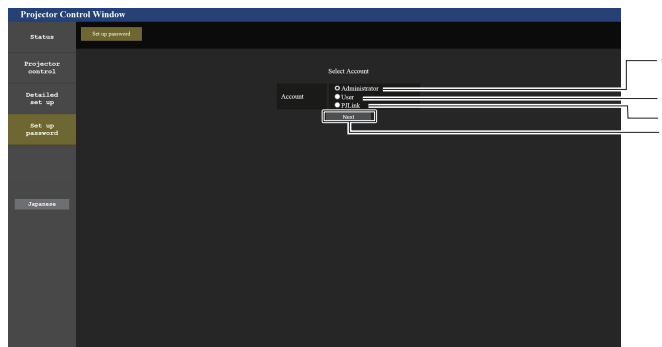 Projector Control Window
Status
Set up password
Projector
control
Detailed
set up
Set up
password
Japanese
Select Account
Account
Administrator
User
PJLink
Next